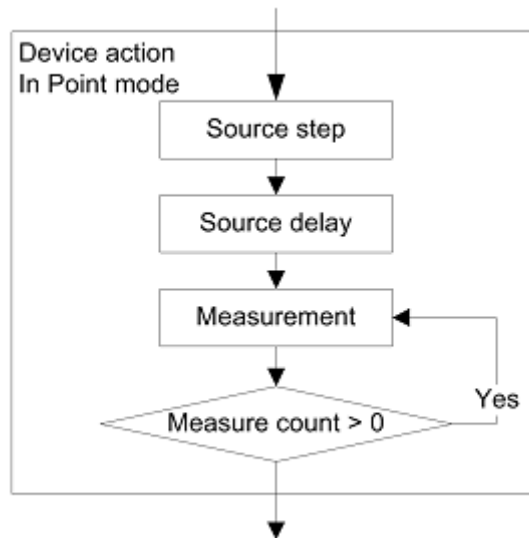 Device action
In Point mode
Source step
Source delay
Measurement
Measure count > 0
Yes